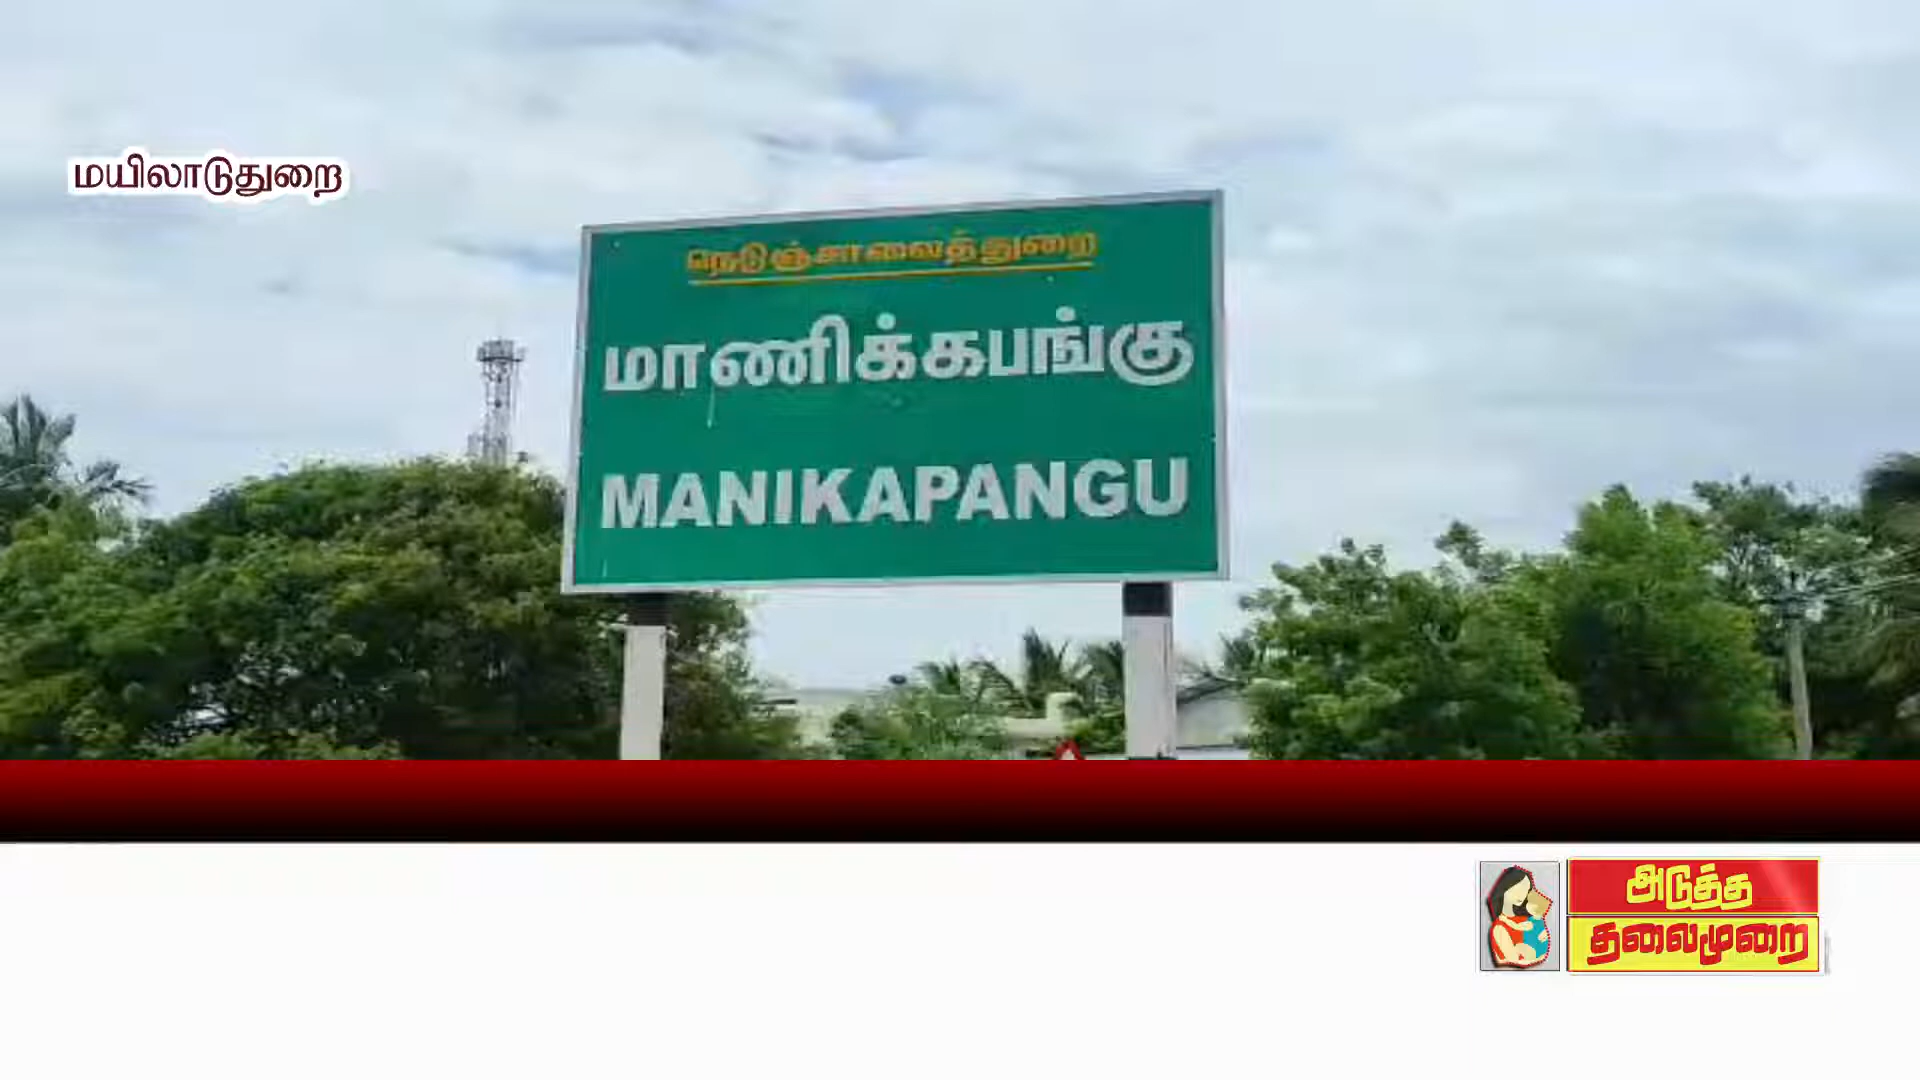 மயிலாடுதுறை
நெடுஞ்சாலைத்துறை
மாணிக்கபங்கு
MANIKAPANGU
அடுத்த
தலைமுறை